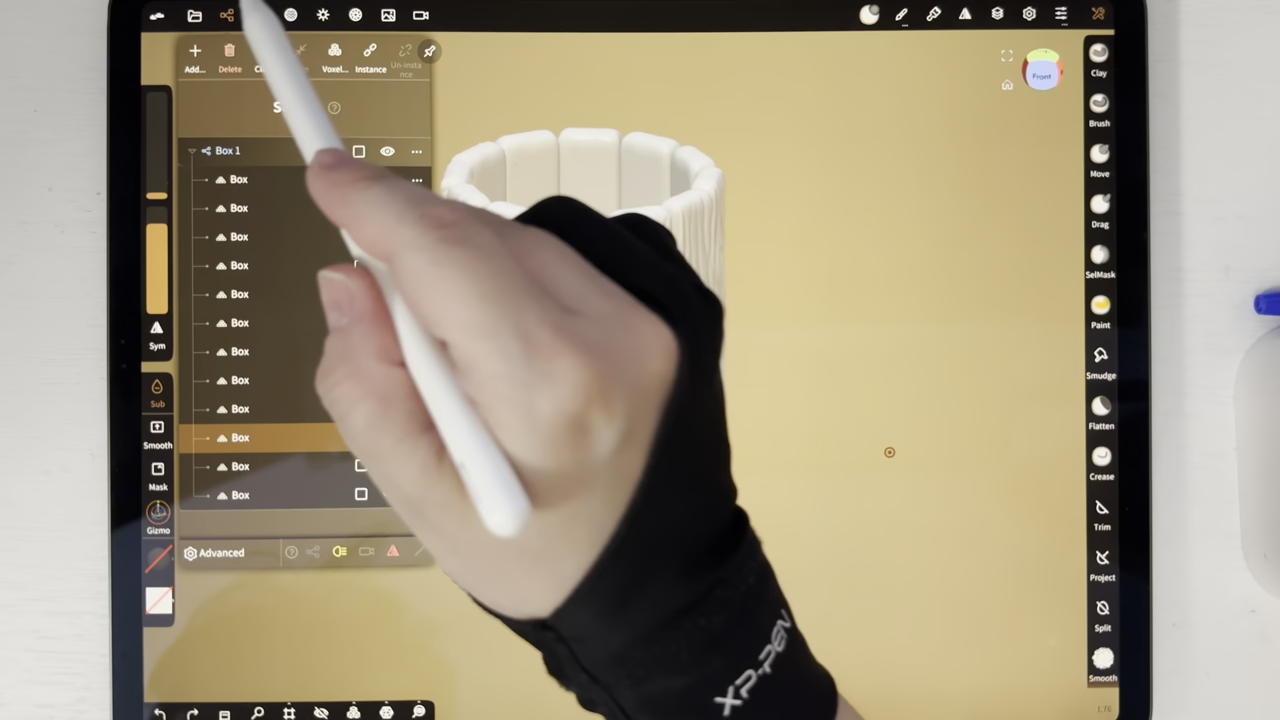 Add... Delete Voxel... Instance Un-insta
nce
Box 1
Box
Box
Box
Box
Box
Box
Box
Box
Box
Box
Box
Box
Advanced
Sym
Sub
Smooth
Mask
Gizmo
Front
Clay
Brush
Move
Drag
SelMask
Paint
Smudge
Flatten
Crease
Trim
Project
Split
Smooth
XP-PEN